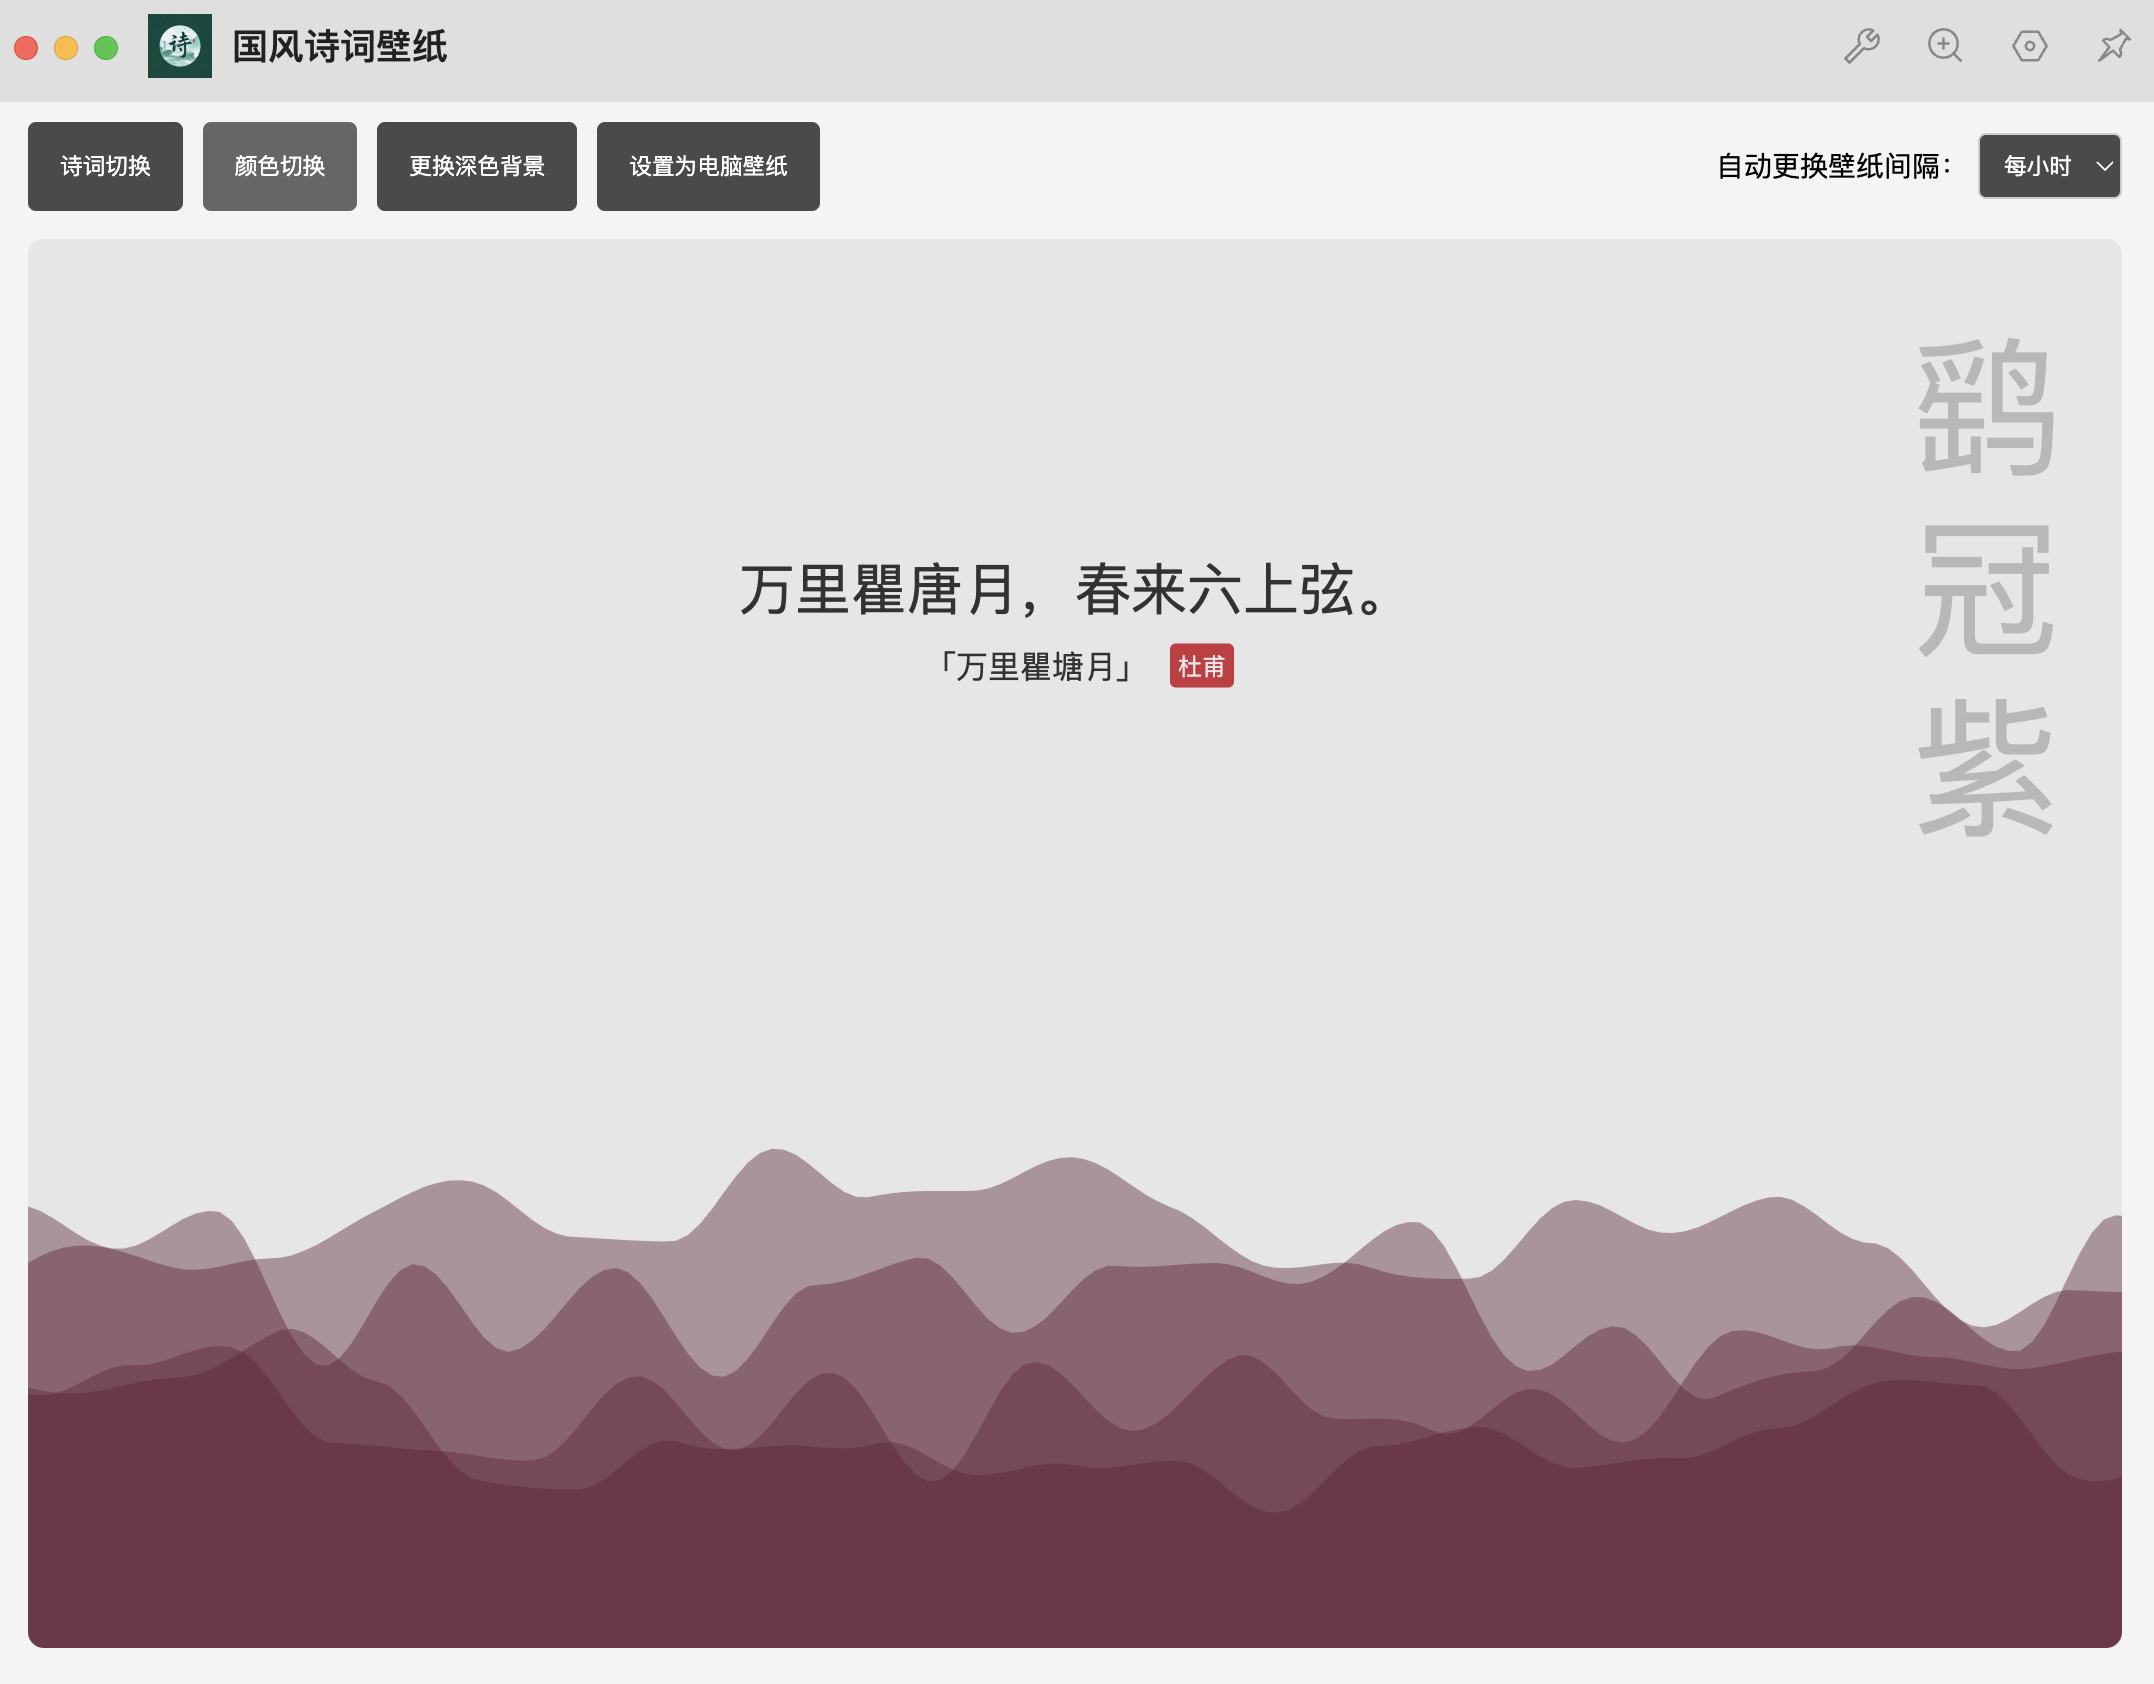 诗
国风诗词壁纸
诗词切换
颜色切换
更换深色背景
设置为电脑壁纸
自动更换壁纸间隔：
每小时
万里瞿唐月，春来六上弦。
「万里瞿塘月」
杜甫
鹞冠紫